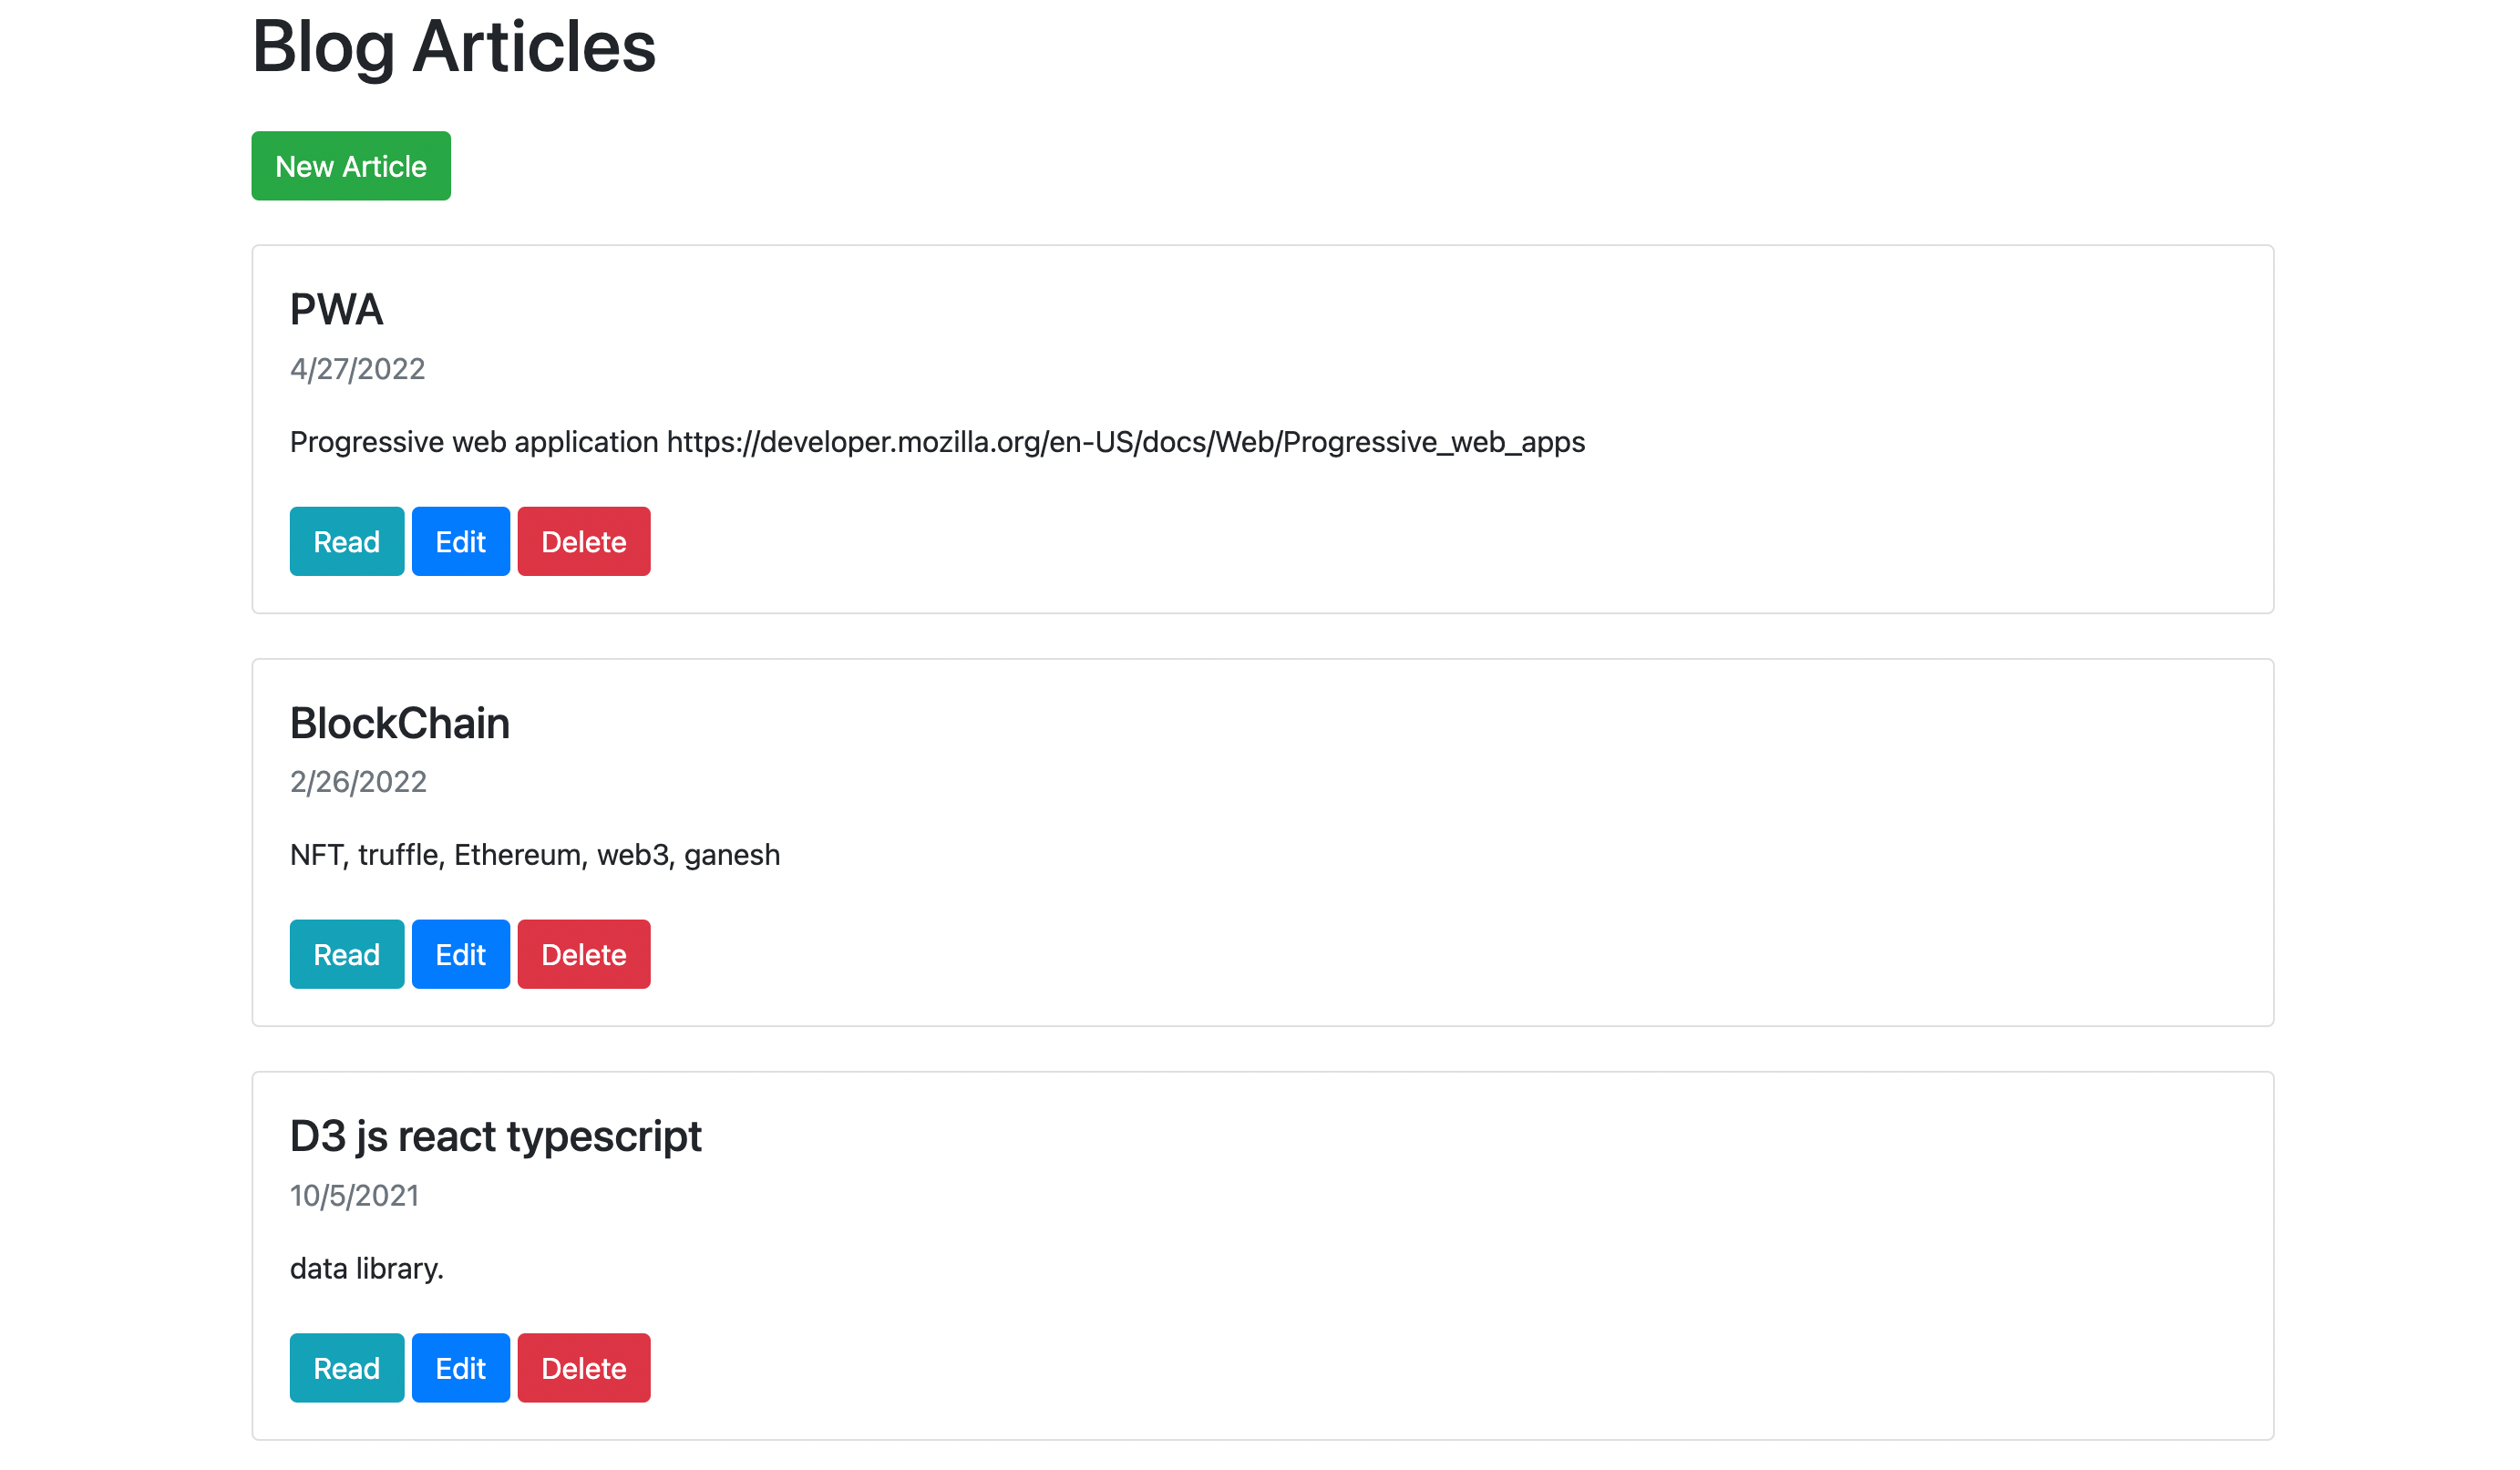 Blog Articles
New Article
PWA
4/27/2022
Progressive web application https://developer.mozilla.org/en-US/docs/Web/Progressive_web_apps
Read Edit Delete
BlockChain
2/26/2022
NFT, truffle, Ethereum, web3, ganesh
Read Edit Delete
D3 js react typescript
10/5/2021
data library.
Read Edit Delete